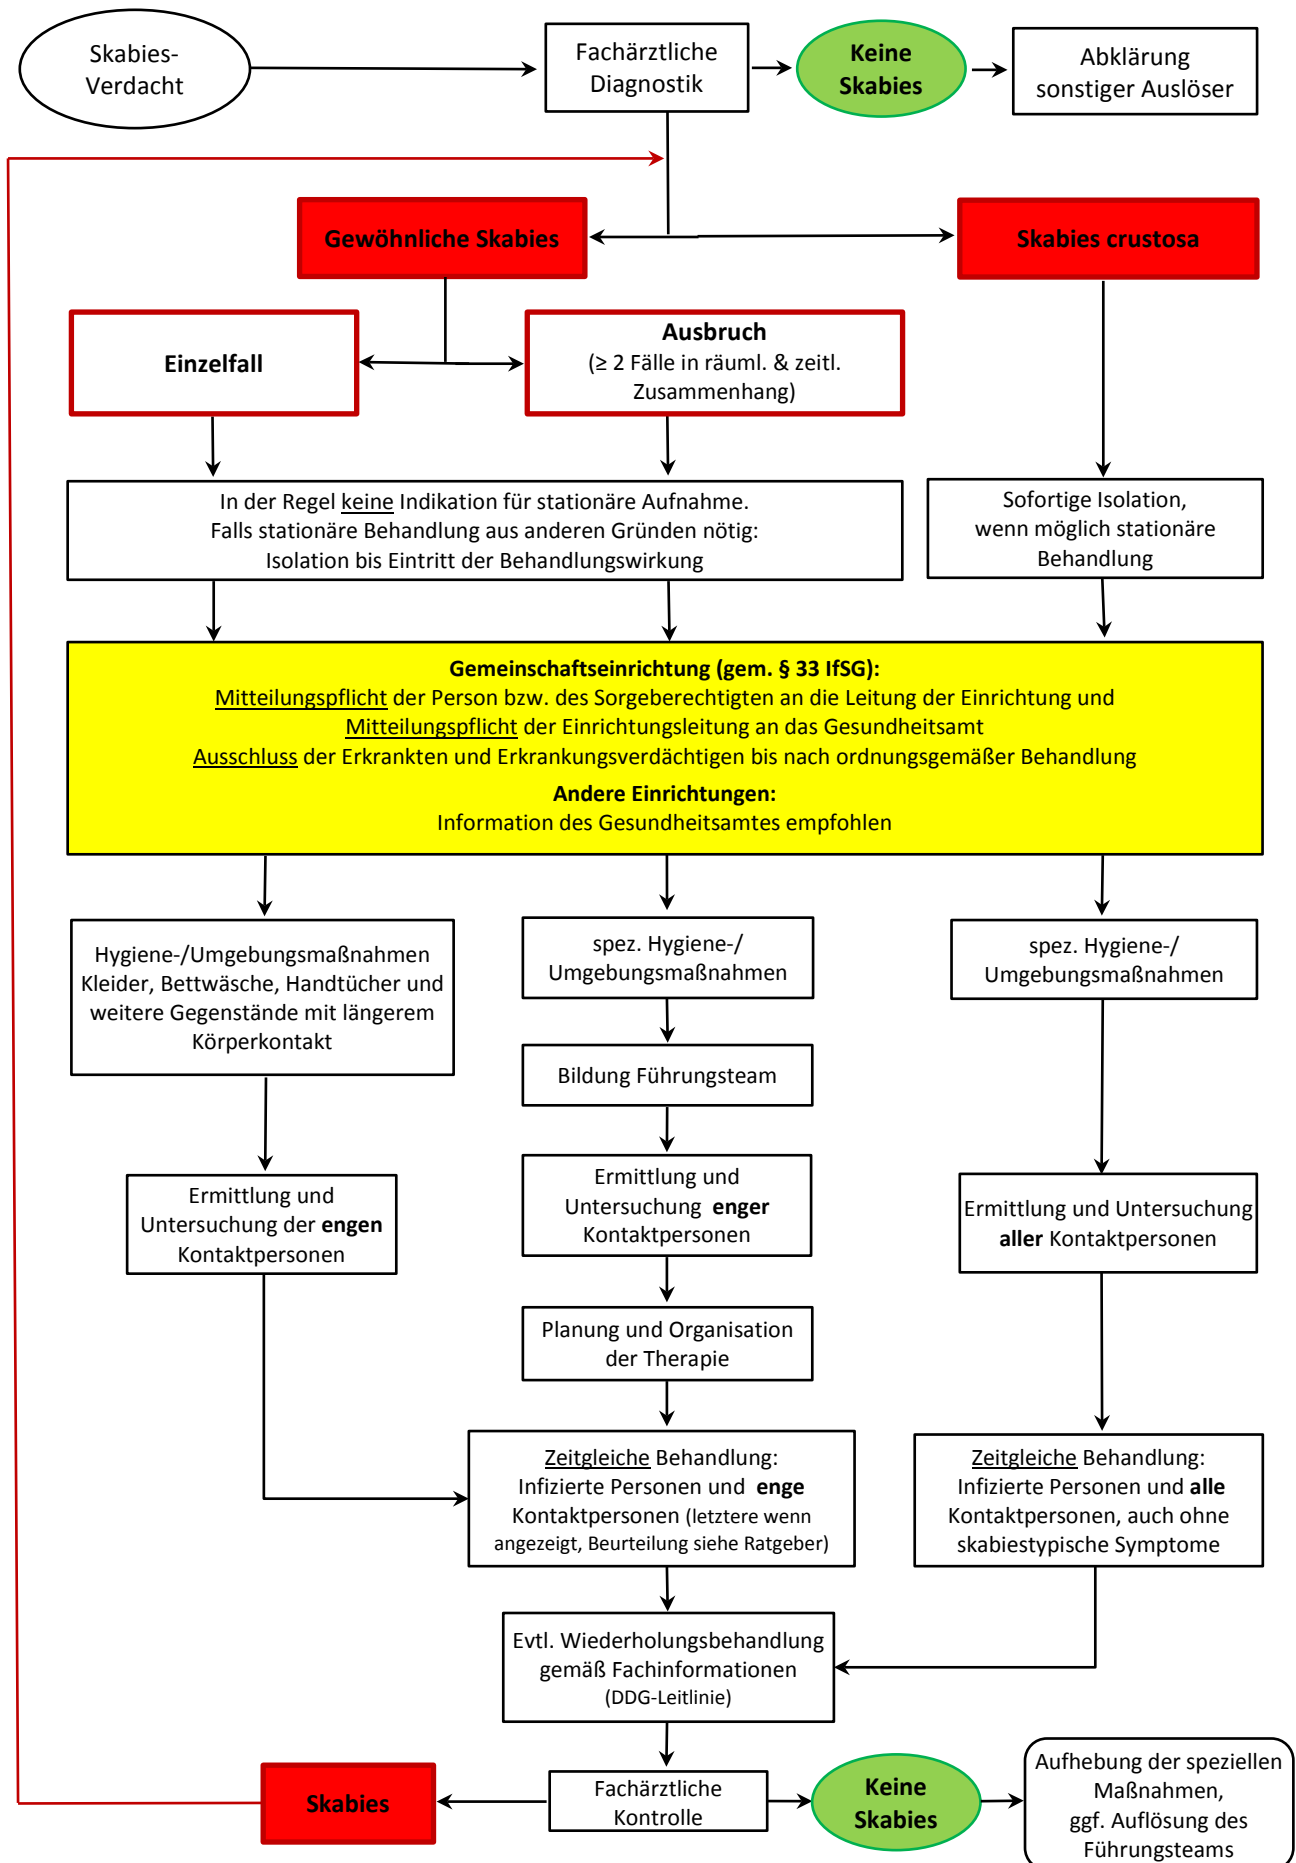 Skabies-
Verdacht
Fachärztliche
Diagnostik
Keine
Skabies
Abklärung
sonstiger Auslöser
Gewöhnliche Skabies
Skabies crustosa
Einzelfall
Ausbruch
(≥ 2 Fälle in räuml. & zeitl.
Zusammenhang)
In der Regel keine Indikation für stationäre Aufnahme.
Falls stationäre Behandlung aus anderen Gründen nötig:
Isolation bis Eintritt der Behandlungswirkung
Sofortige Isolation,
wenn möglich stationäre
Behandlung
Gemeinschaftseinrichtung (gem. § 33 IfSG):
Mitteilungspflicht der Person bzw. des Sorgeberechtigten an die Leitung der Einrichtung und
Mitteilungspflicht der Einrichtungsleitung an das Gesundheitsamt
Ausschluss der Erkrankten und Erkrankungsverdächtigen bis nach ordnungsgemäßer Behandlung
Andere Einrichtungen:
Information des Gesundheitsamtes empfohlen
Hygiene-/Umgebungsmaßnahmen
Kleider, Bettwäsche, Handtücher und
weitere Gegenstände mit längerem
Körperkontakt
spez. Hygiene-/
Umgebungsmaßnahmen
spez. Hygiene-/
Umgebungsmaßnahmen
Bildung Führungsteam
Ermittlung und
Untersuchung der engen
Kontaktpersonen
Ermittlung und
Untersuchung enger
Kontaktpersonen
Ermittlung und Untersuchung
aller Kontaktpersonen
Planung und Organisation
der Therapie
Zeitgleiche Behandlung:
Infizierte Personen und enge
Kontaktpersonen (letztere wenn
angezeigt, Beurteilung siehe Ratgeber)
Zeitgleiche Behandlung:
Infizierte Personen und alle
Kontaktpersonen, auch ohne
skabiestypische Symptome
Evtl. Wiederholungsbehandlung
gemäß Fachinformationen
(DDG-Leitlinie)
Skabies
Fachärztliche
Kontrolle
Keine
Skabies
Aufhebung der speziellen
Maßnahmen,
ggf. Auflösung des
Führungsteams